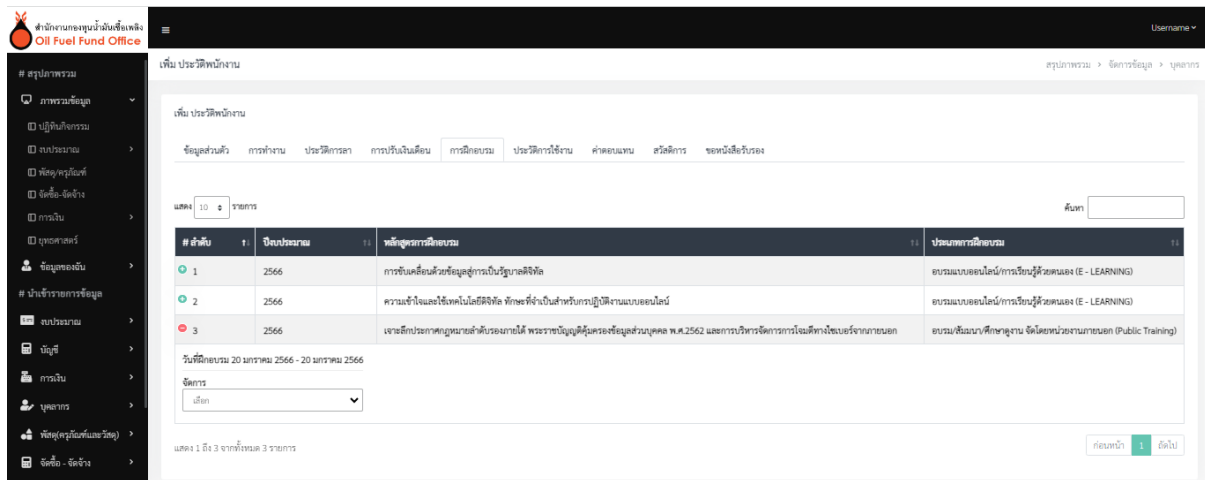 สำนักงานกองทุนน้ำมันเชื้อเพลิง
Oil Fuel Fund Office
Username
# สรุปภาพรวม
ภาพรวมข้อมูล
ปฏิทินกิจกรรม
งบประมาณ
พัสดุ/ครุภัณฑ์
จัดซื้อ-จัดจ้าง
การเงิน
ยุทธศาสตร์
ข้อมูลของฉัน
# นำเข้ารายการข้อมูล
งบประมาณ
บัญชี
การเงิน
บุคลากร
พัสดุ(ครุภัณฑ์และวัสดุ)
จัดซื้อ - จัดจ้าง
เพิ่ม ประวัติพนักงาน
สรุปภาพรวม > จัดการข้อมูล > บุคลากร
เพิ่ม ประวัติพนักงาน
ข้อมูลส่วนตัว การทำงาน ประวัติการลา การปรับเงินเดือน การฝึกอบรม ประวัติการใช้งาน ค่าตอบแทน สวัสดิการ ขอหนังสือรับรอง
แสดง 10 รายการ ค้นหา
# ลำดับ ปีงบประมาณ หลักสูตรการฝึกอบรม ประเภทการฝึกอบรม
1 2566 การขับเคลื่อนด้วยข้อมูลสู่การเป็นรัฐบาลดิจิทัล อบรมแบบออนไลน์/การเรียนรู้ด้วยตนเอง (E - LEARNING)
2 2566 ความเข้าใจและใช้เทคโนโลยีดิจิทัล ทักษะที่จำเป็นสำหรับกรปฏิบัติงานแบบออนไลน์ อบรมแบบออนไลน์/การเรียนรู้ด้วยตนเอง (E - LEARNING)
3 2566 เจาะลึกประกาศกฎหมายลำดับรองภายใต้ พระราชบัญญัติคุ้มครองข้อมูลส่วนบุคคล พ.ศ.2562 และการบริหารจัดการการโจมตีทางไซเบอร์จากภายนอก อบรม/สัมมนา/ศึกษาดูงาน จัดโดยหน่วยงานภายนอก (Public Training)
วันที่ฝึกอบรม 20 มกราคม 2566 - 20 มกราคม 2566
จัดการ
เลือก
แสดง 1 ถึง 3 จากทั้งหมด 3 รายการ
ก่อนหน้า 1 ถัดไป